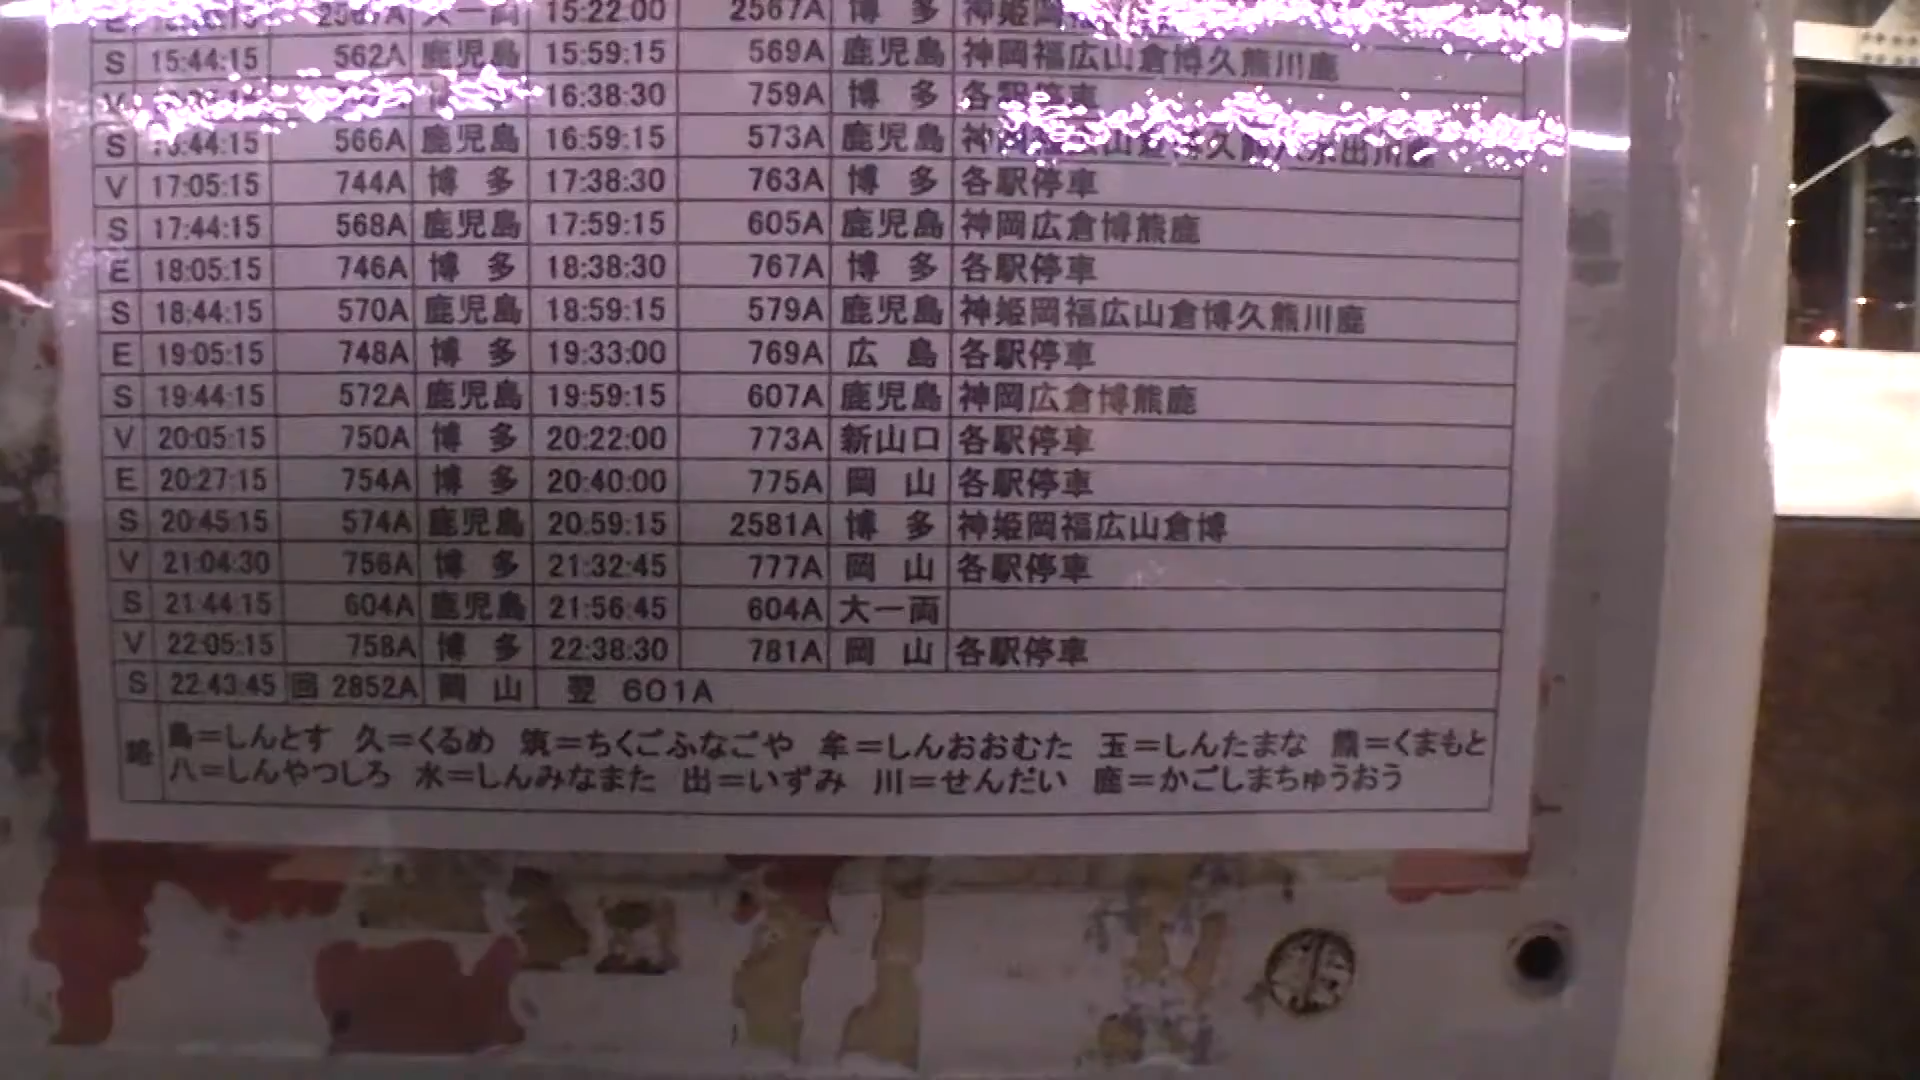 15:22:00 2567A 博 多
S 15:44:15 562A 鹿児島 15:59:15 569A 鹿児島 神岡福広山倉博久熊川鹿
16:38:30 759A 博 多 各駅停車
S 566A 鹿児島 16:59:15 573A 鹿児島
V 17:05:15 744A 博 多 17:38:30 763A 博 多 各駅停車
S 17:44:15 568A 鹿児島 17:59:15 605A 鹿児島 神岡広倉博熊鹿
E 18:05:15 746A 博 多 18:38:30 767A 博 多 各駅停車
S 18:44:15 570A 鹿児島 18:59:15 579A 鹿児島 神姫岡福広山倉博久熊川鹿
E 19:05:15 748A 博 多 19:33:00 769A 広 島 各駅停車
S 19:44:15 572A 鹿児島 19:59:15 607A 鹿児島 神岡広倉博熊鹿
V 20:05:15 750A 博 多 20:22:00 773A 新山口 各駅停車
E 20:27:15 754A 博 多 20:40:00 775A 岡 山 各駅停車
S 20:45:15 574A 鹿児島 20:59:15 2581A 博 多 神姫岡福広山倉博
V 21:04:30 756A 博 多 21:32:45 777A 岡 山 各駅停車
S 21:44:15 604A 鹿児島 21:56:45 604A 大一両
V 22:05:15 758A 博 多 22:38:30 781A 岡 山 各駅停車
S 22:43:45 回 2852A 岡 山 翌 601A
略 鳥=しんとす 久=くるめ 筑=ちくごふなごや 牟=しんおおむた 玉=しんたまな 熊=くまもと
八=しんやつしろ 水=しんみなまた 出=いずみ 川=せんだい 鹿=かごしまちゅうおう